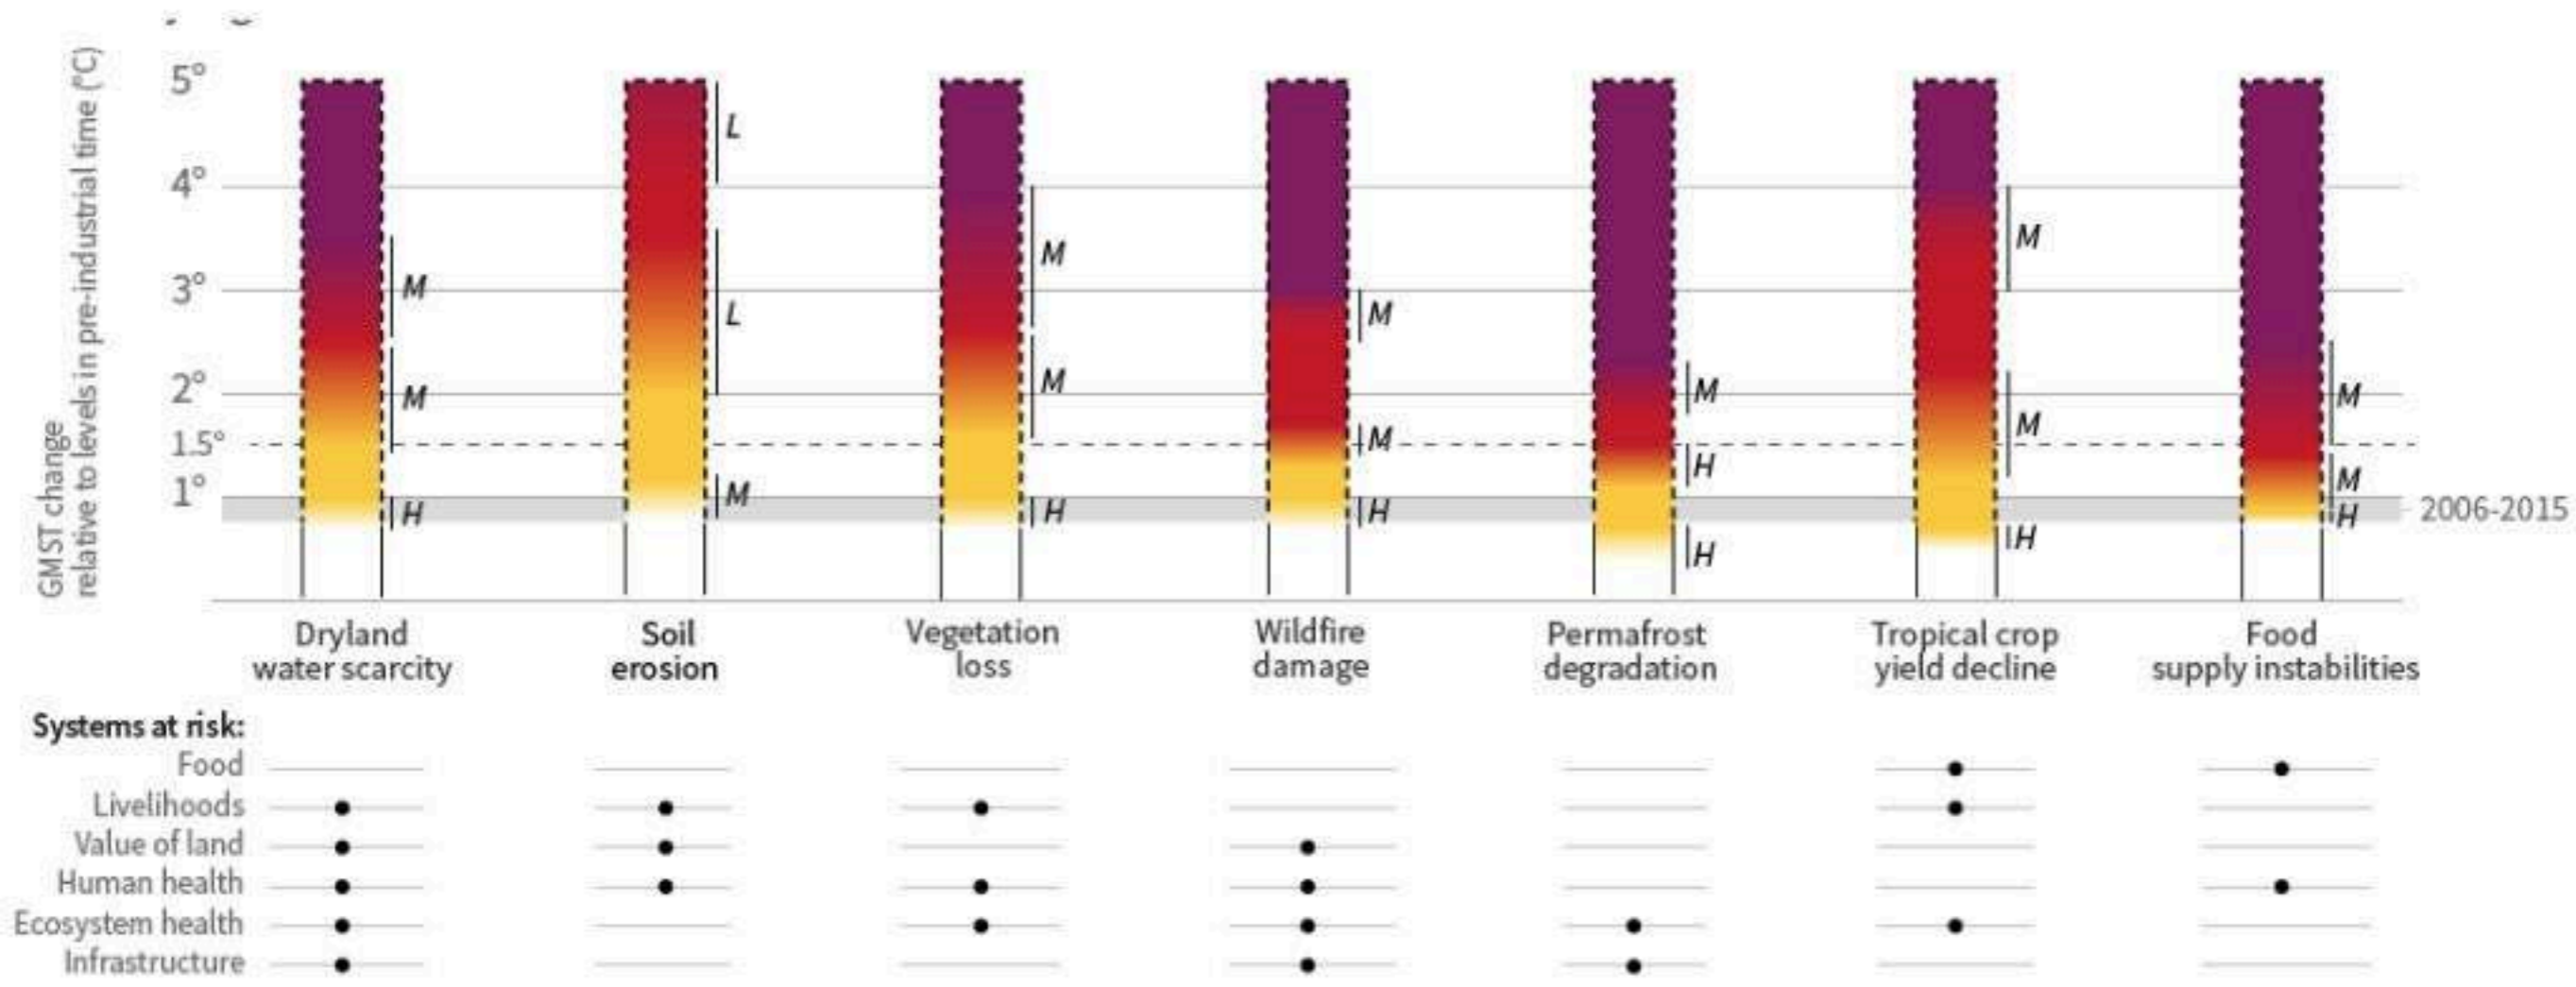 GMST change
relative to levels in pre-industrial time (°C)
5°
4°
3°
2°
1.5°
1°
M
M
H
L
L
M
M
M
H
M
M
H
M
H
H
M
M
H
M
M
H
2006-2015
Dryland
water scarcity
Soil
erosion
Vegetation
loss
Wildfire
damage
Permafrost
degradation
Tropical crop
yield decline
Food
supply instabilities
Systems at risk:
Food
Livelihoods
Value of land
Human health
Ecosystem health
Infrastructure